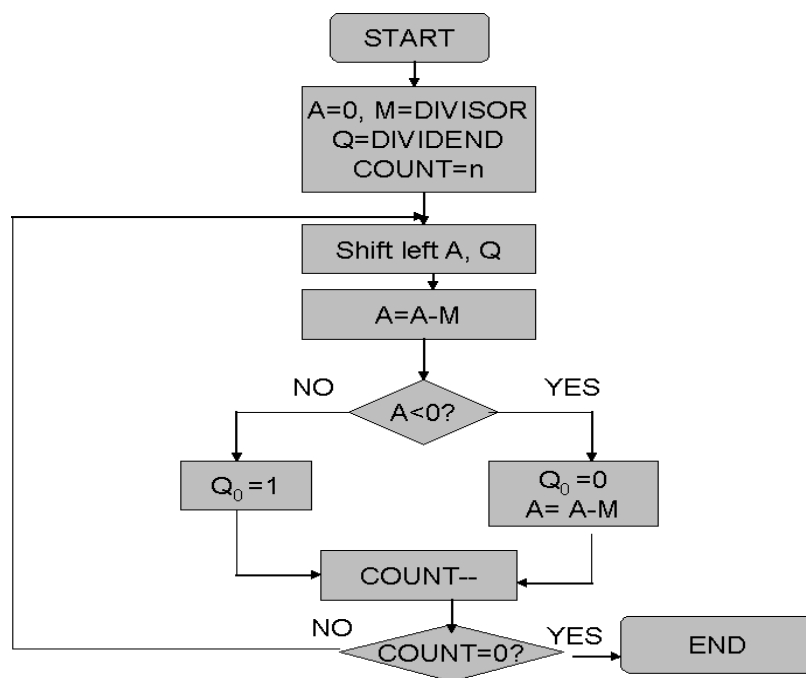 START
A=0, M=DIVISOR
Q=DIVIDEND
COUNT=n
Shift left A, Q
A=A-M
NO
YES
A<0?
Q₀ =1
Q₀ =0
A= A-M
COUNT--
NO
YES
COUNT=0?
END